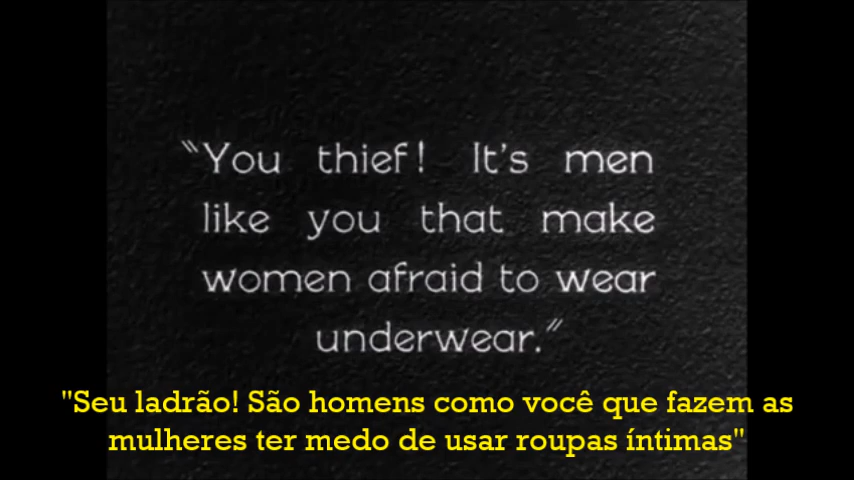 “You thief! It's men
like you that make
women afraid to wear
underwear.”
"Seu ladrão! São homens como você que fazem as
mulheres ter medo de usar roupas íntimas"